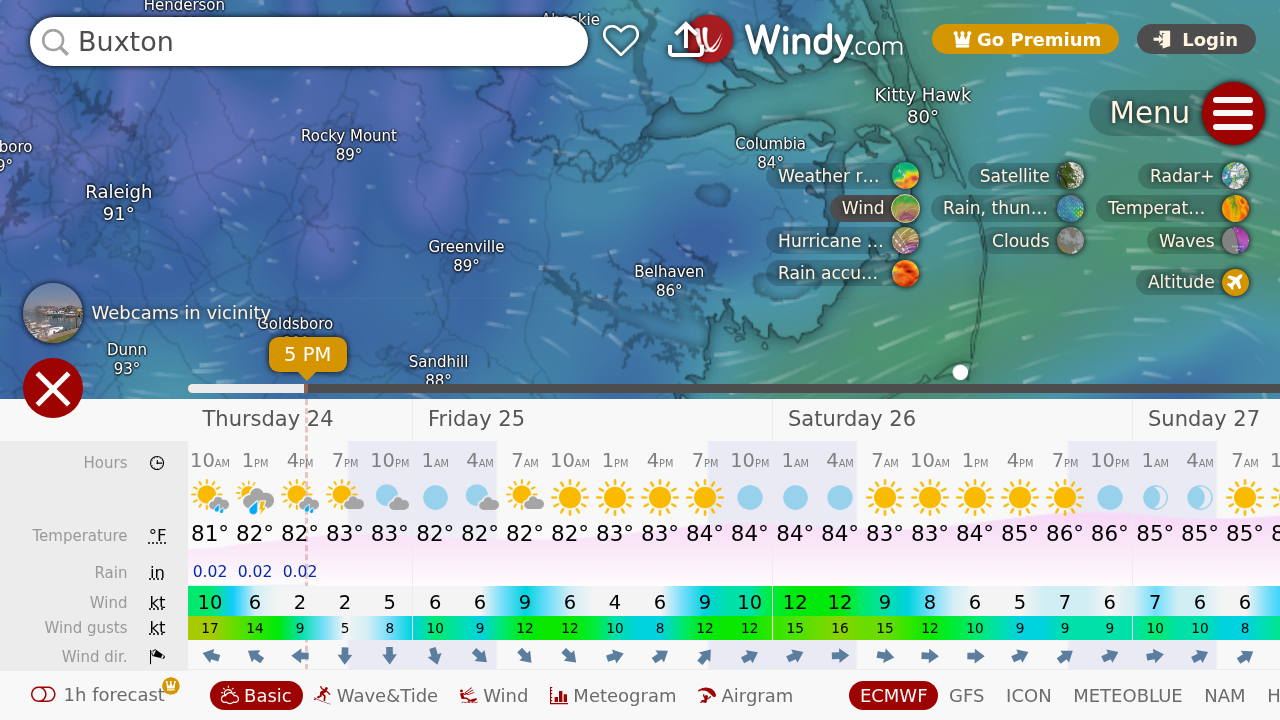 Henderson
Ahoskie
Buxton
Windy.com
Go Premium
Login
Kitty Hawk
80°
Menu
Rocky Mount
89°
Columbia
84°
boro
9°
Raleigh
91°
Weather r...
Satellite
Radar+
Wind
Rain, thun...
Temperat...
Hurricane ...
Clouds
Waves
Rain accu...
Altitude
Greenville
89°
Belhaven
86°
Webcams in vicinity
Goldsboro
5 PM
Dunn
93°
Sandhill
88°
Thursday 24 Friday 25 Saturday 26 Sunday 27
Hours 10AM 1PM 4PM 7PM 10PM 1AM 4AM 7AM 10AM 1PM 4PM 7PM 10PM 1AM 4AM 7AM 10AM 1PM 4PM 7PM 10PM 1AM 4AM 7AM 1
Temperature °F 81° 82° 82° 83° 83° 82° 82° 82° 82° 83° 83° 84° 84° 84° 84° 83° 83° 84° 85° 86° 86° 85° 85° 85° 8
Rain in 0.02 0.02 0.02
Wind kt 10 6 2 2 5 6 6 9 6 4 6 9 10 12 12 9 8 6 5 7 6 7 6 6
Wind gusts kt 17 14 9 5 8 10 9 12 12 10 8 12 12 15 16 15 12 10 9 9 9 10 10 8
Wind dir.
1h forecast Basic Wave&Tide Wind Meteogram Airgram ECMWF GFS ICON METEOBLUE NAM H